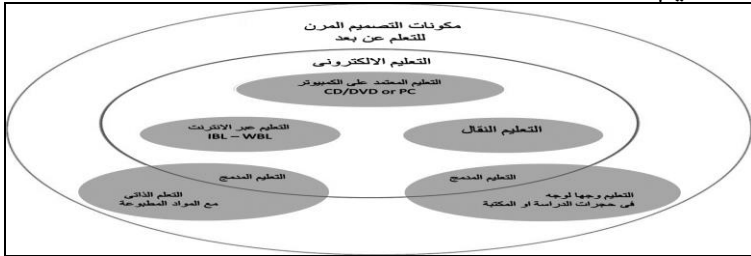 مكونات التصميم المرن
للتعلم عن بعد
التعليم الالكترونى
التعليم المعتمد على الكمبيوتر
CD/DVD or PC
التعليم عبر الانترنت
IBL – WBL
التعليم النقال
التعليم المدمج
التعليم المدمج
التعليم وجها لوجه
فى حجرات الدراسة او المكتبة
التعلم الذاتى
مع المواد المطبوعة